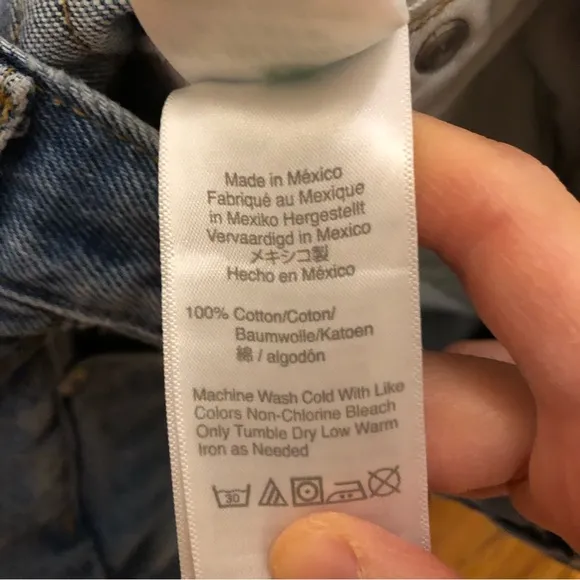 Made in México
Fabriqué au Mexique
in Mexiko Hergestellt
Vervaardigd in Mexico
メキシコ製
Hecho en México
100% Cotton/Coton/
Baumwolle/Katoen
綿 / algodón
Machine Wash Cold With Like
Colors Non-Chlorine Bleach
Only Tumble Dry Low Warm
Iron as Needed
30